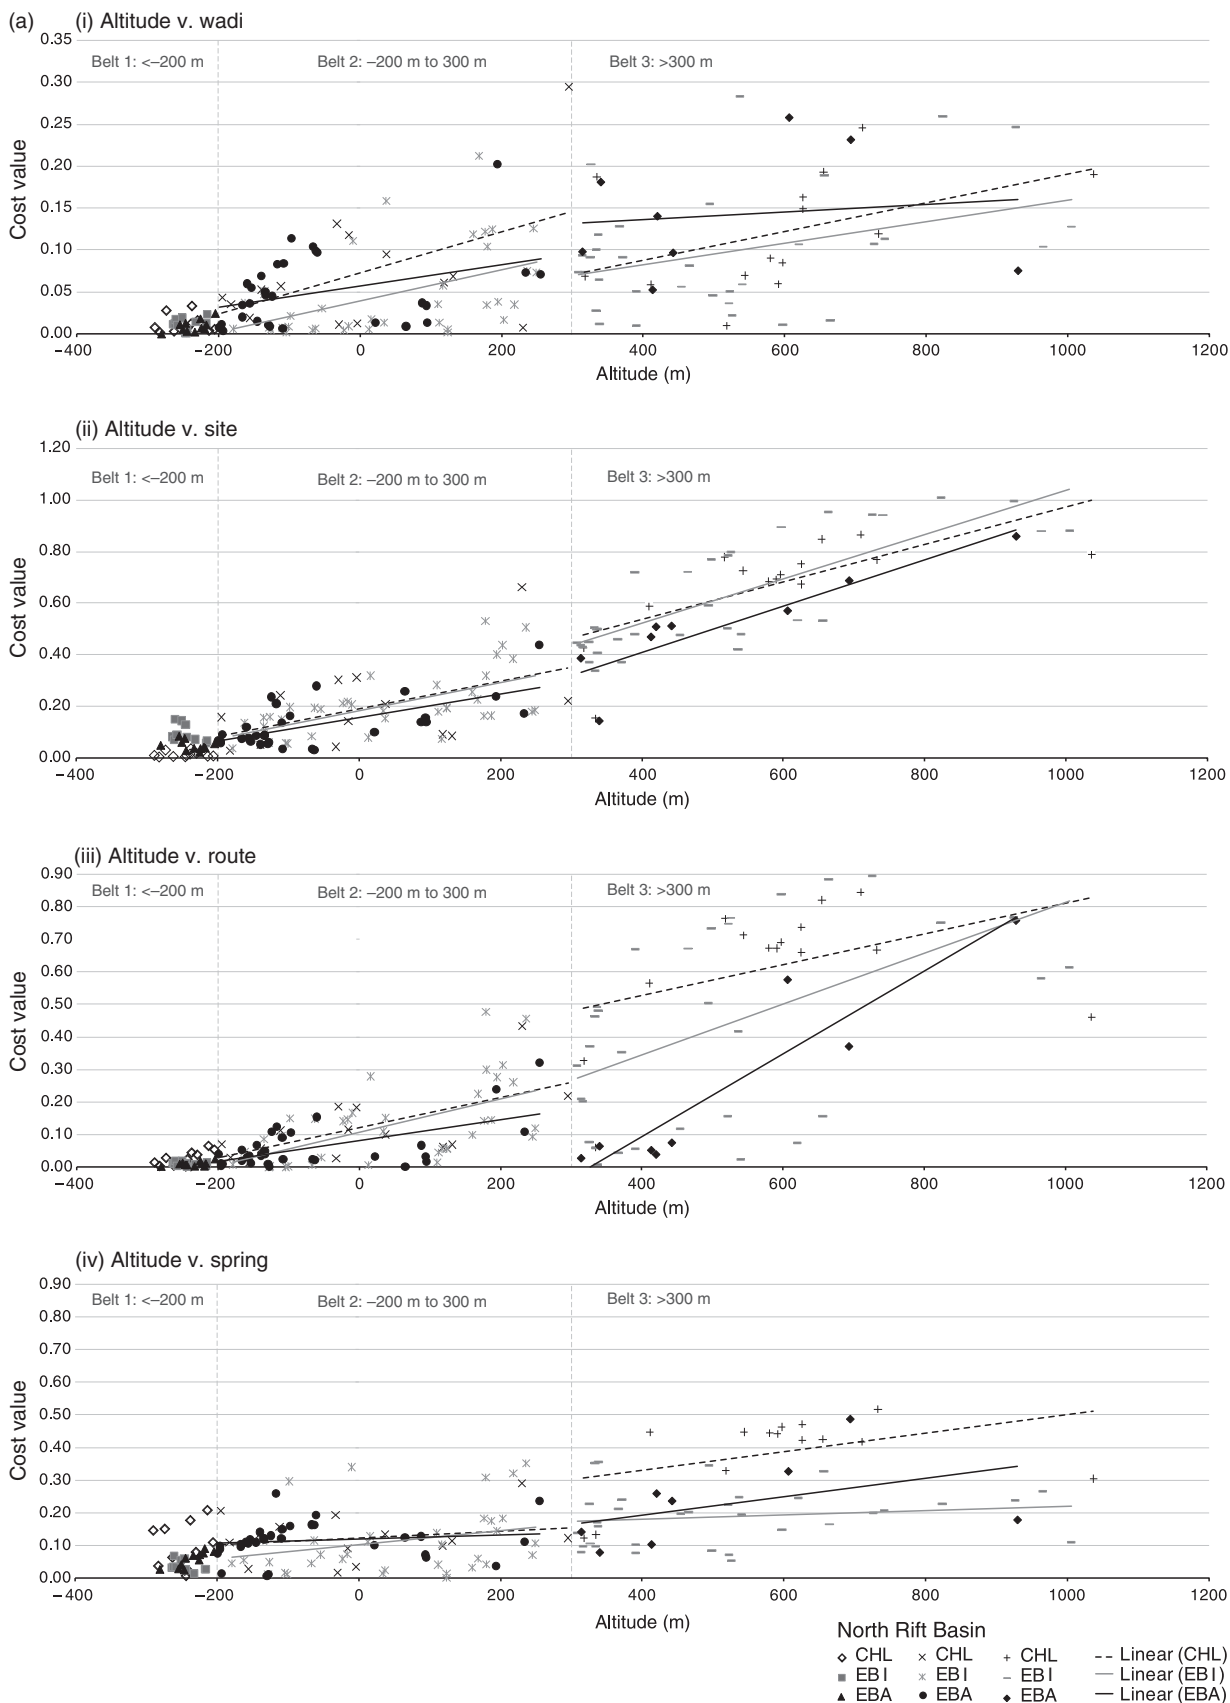 (a) (i) Altitude v. wadi
0.35
Belt 1: <–200 m Belt 2: –200 m to 300 m Belt 3: >300 m
0.30
0.25
0.20
Cost value
0.15
0.10
0.05
0.00
−400 −200 0 200 400 600 800 1000 1200
Altitude (m)
(ii) Altitude v. site
1.20
Belt 1: <–200 m Belt 2: –200 m to 300 m Belt 3: >300 m
1.00
0.80
Cost value
0.60
0.40
0.20
0.00
−400 −200 0 200 400 600 800 1000 1200
Altitude (m)
(iii) Altitude v. route
0.90
Belt 1: <–200 m Belt 2: –200 m to 300 m Belt 3: >300 m
0.80
0.70
0.60
Cost value
0.50
0.40
0.30
0.20
0.10
0.00
−400 −200 0 200 400 600 800 1000 1200
Altitude (m)
(iv) Altitude v. spring
0.90
Belt 1: <–200 m Belt 2: –200 m to 300 m Belt 3: >300 m
0.80
0.70
0.60
Cost value
0.50
0.40
0.30
0.20
0.10
0.00
−400 −200 0 200 400 600 800 1000 1200
Altitude (m)
North Rift Basin
CHL CHL CHL Linear (CHL)
EB I EB I EB I Linear (EB I)
EBA EBA EBA Linear (EBA)